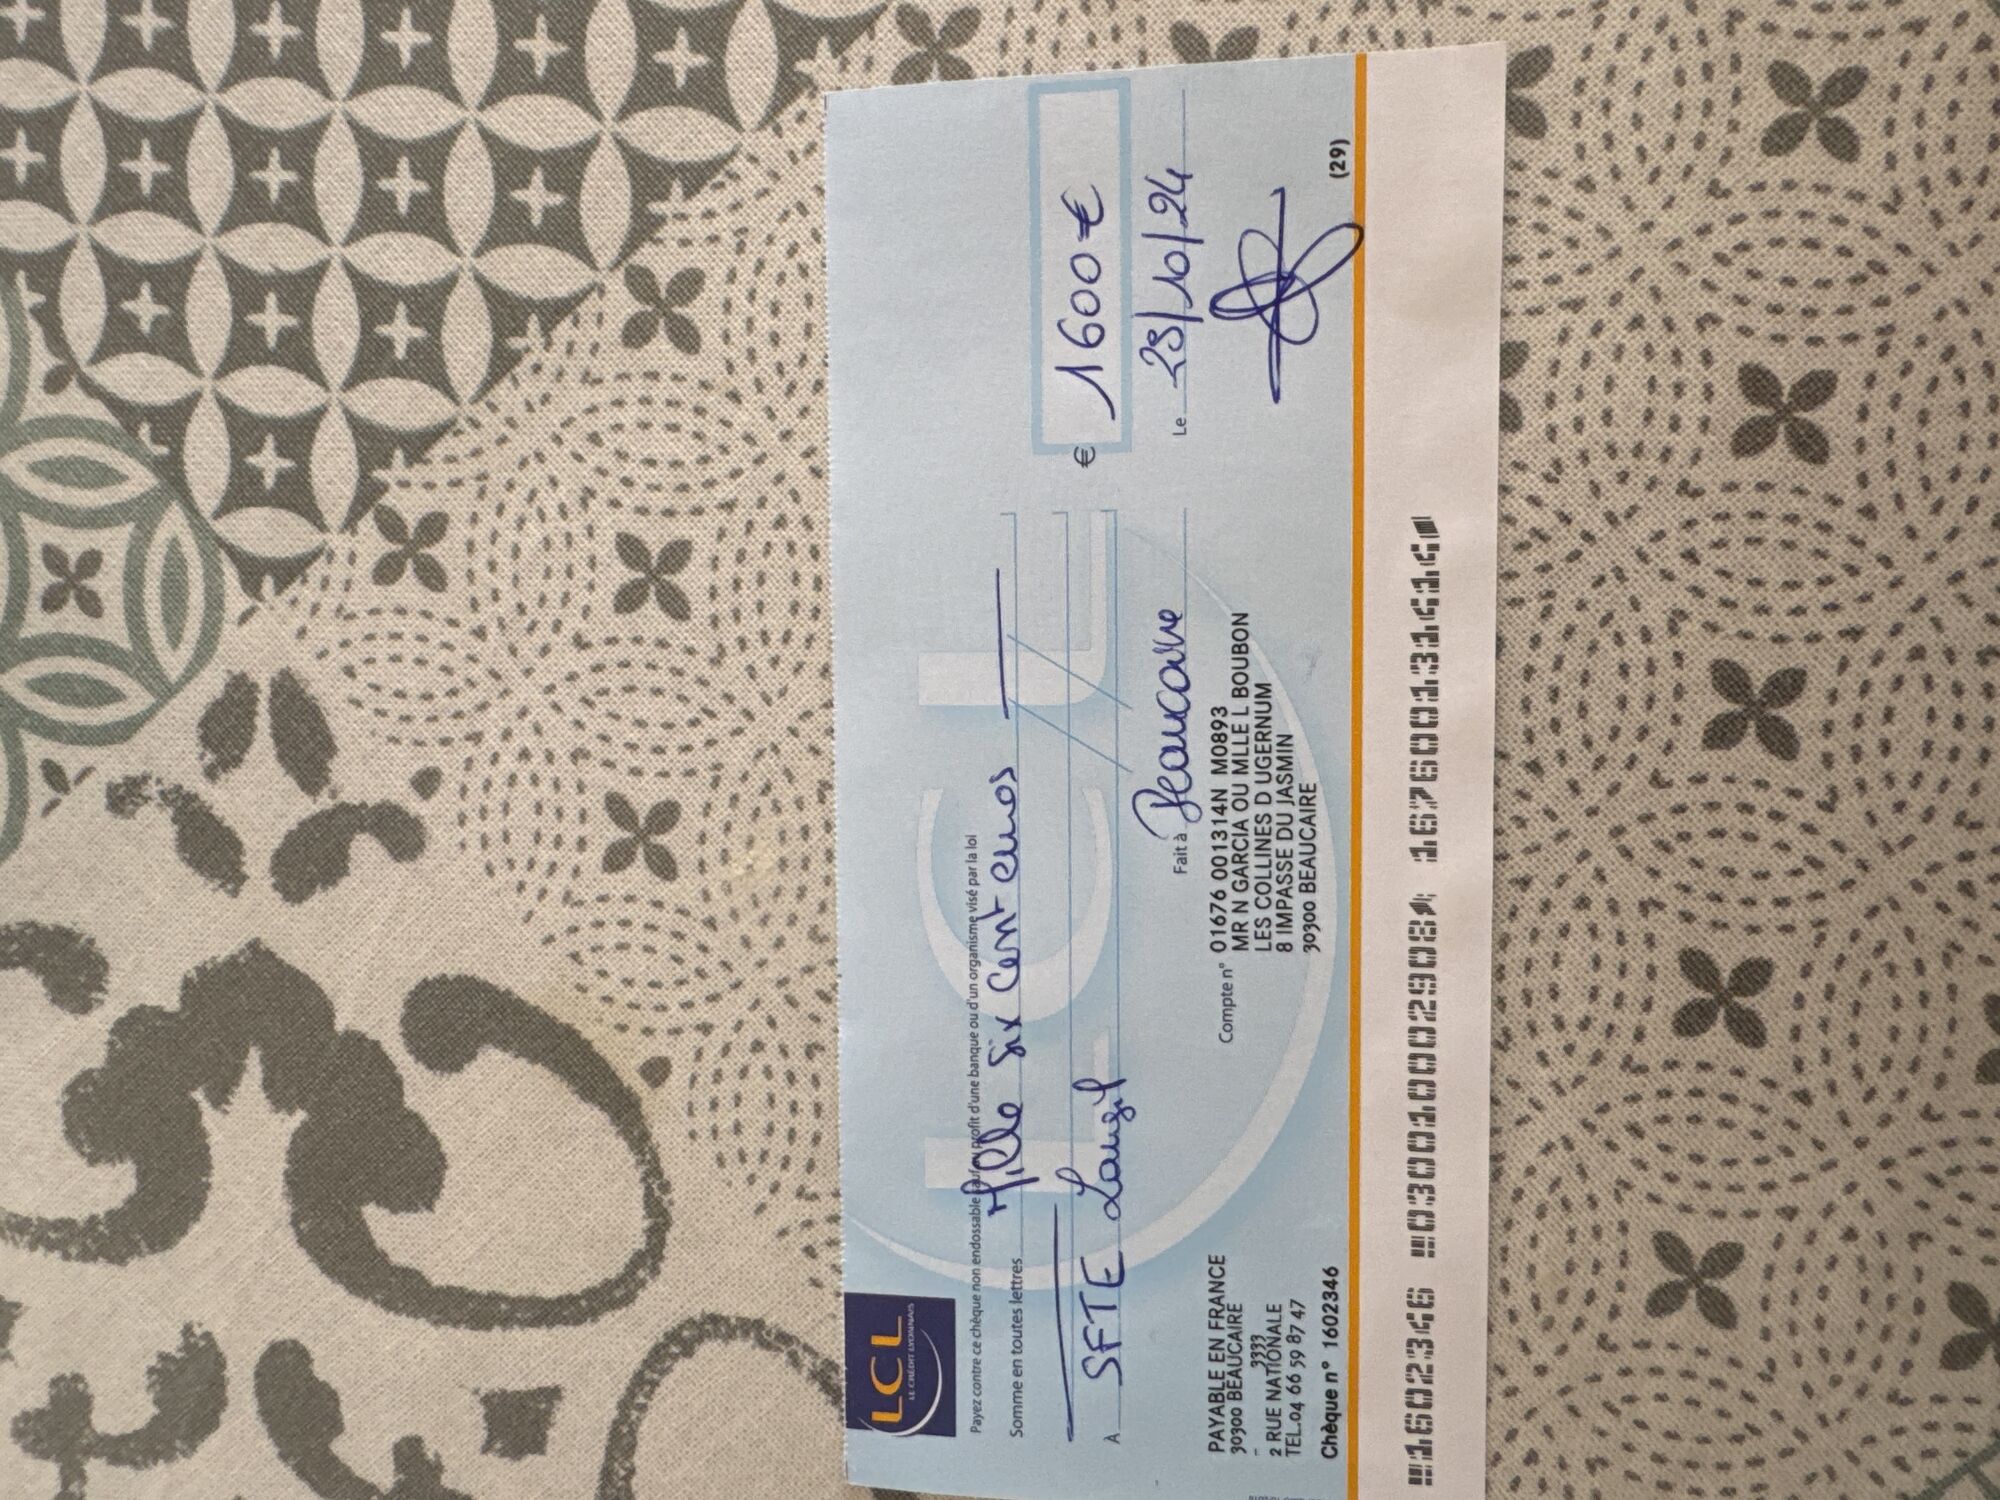 LCL
LE CRÉDIT LYONNAIS
Payez contre ce chèque non endossable sauf au profit d'une banque ou d'un organisme visé par la loi
Somme en toutes lettres Mille six cent euros
€ 1600€
A SFTE
Fait à Beaucaire
Le 23/10/24
PAYABLE EN FRANCE
30300 BEAUCAIRE
- 3333
2 RUE NATIONALE
TEL.04 66 59 87 47
Chèque n° 1602346
Compte n° 01676 001314N M0893
MR N GARCIA OU MLLE L BOUBON
LES COLLINES D UGERNUM
8 IMPASSE DU JASMIN
30300 BEAUCAIRE
(29)
1602346 030001000290 167600131414